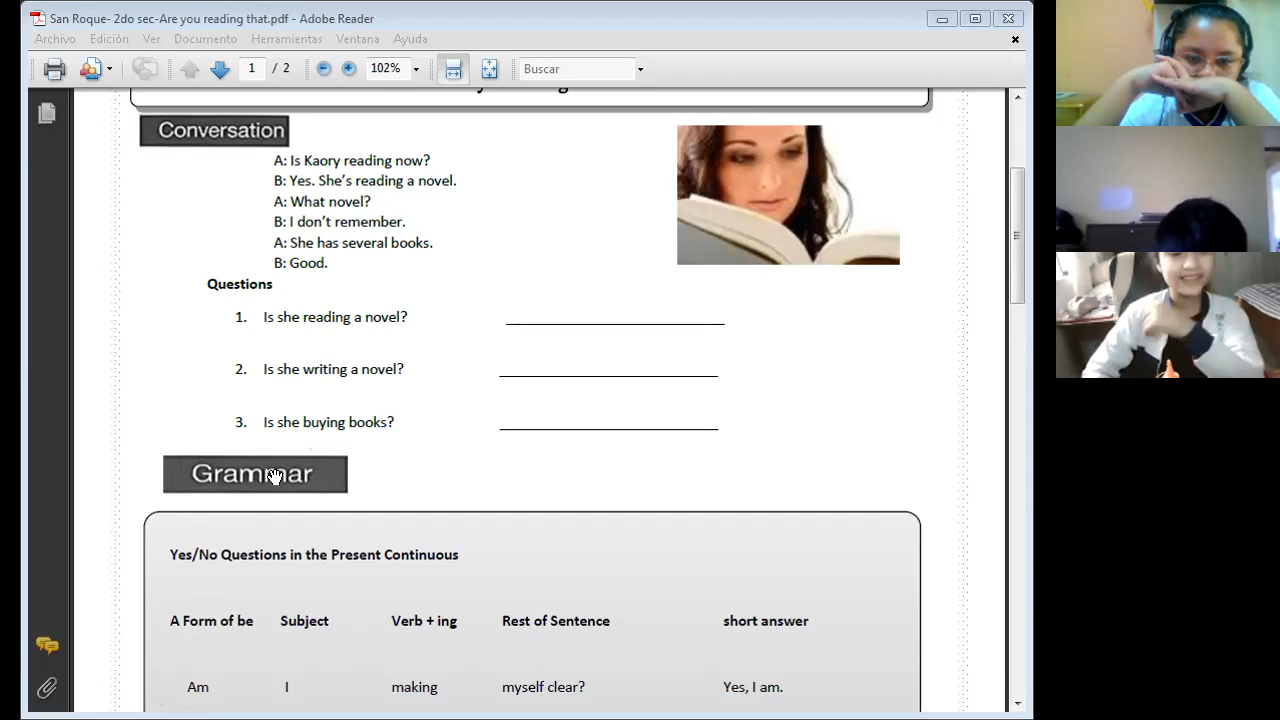 San Roque- 2do sec-Are you reading that.pdf - Adobe Reader
Archivo Edición Ver Documento Herramientas Ventana Ayuda
1 / 2 102% Buscar
Conversation
A: Is Kaory reading now?
B: Yes. She's reading a novel.
A: What novel?
B: I don't remember.
A: She has several books.
B: Good.
Questions
1. Is she reading a novel?
2. Is she writing a novel?
3. Is she buying books?
Grammar
Yes/No Questions in the Present Continuous
A Form of be Subject Verb + ing Rest of Sentence short answer
Am I making myself clear? Yes, I am.